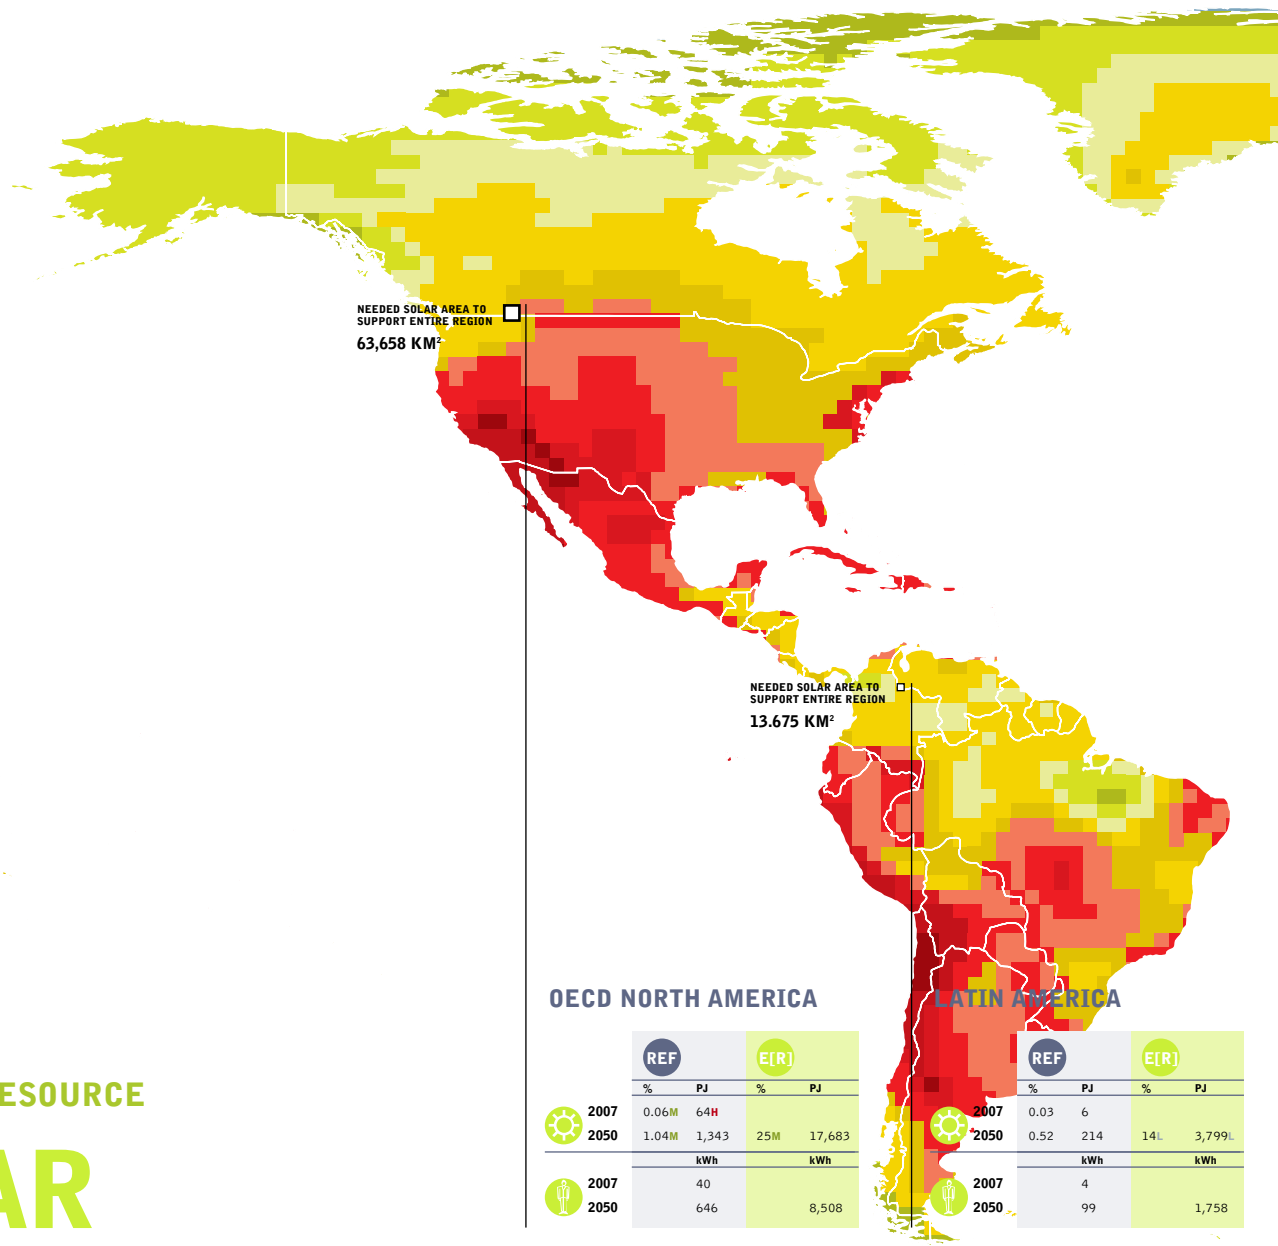 NEEDED SOLAR AREA TO
SUPPORT ENTIRE REGION
63,658 KM²
NEEDED SOLAR AREA TO
SUPPORT ENTIRE REGION
13.675 KM²
ESOURCE
AR
OECD NORTH AMERICA
REF E[R]
% PJ % PJ
2007 0.06M 64H
2050 1.04M 1,343 25M 17,683
kWh kWh
2007 40
2050 646 8,508
LATIN AMERICA
REF E[R]
% PJ % PJ
2007 0.03 6
2050 0.52 214 14L 3,799L
kWh kWh
2007 4
2050 99 1,758